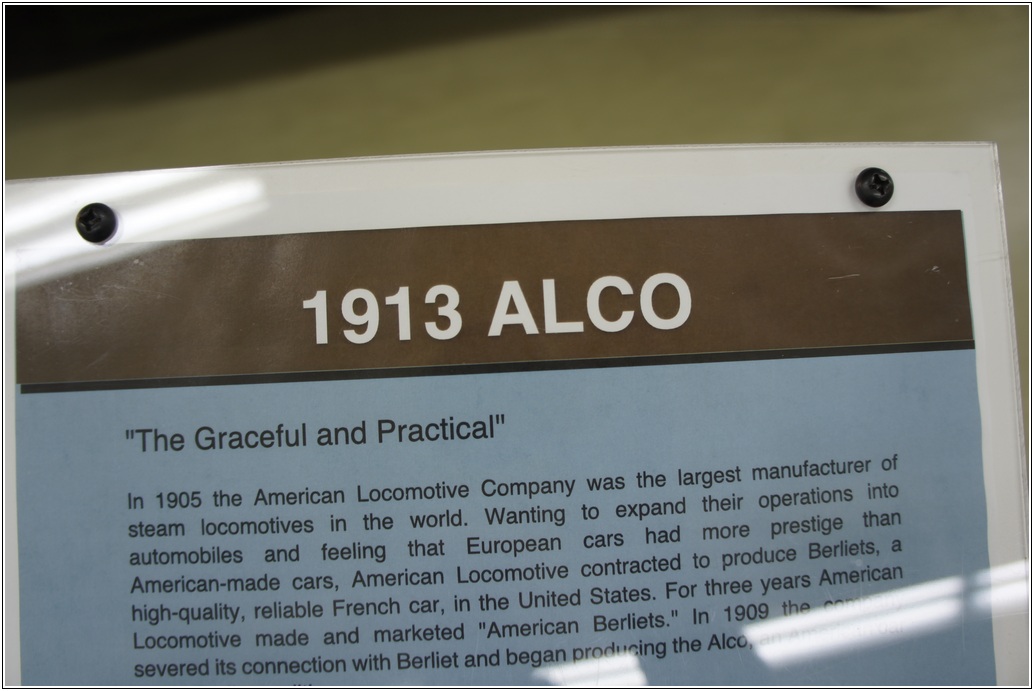 1913 ALCO
"The Graceful and Practical"
In 1905 the American Locomotive Company was the largest manufacturer of
steam locomotives in the world. Wanting to expand their operations into
automobiles and feeling that European cars had more prestige than
American-made cars, American Locomotive contracted to produce Berliets, a
high-quality, reliable French car, in the United States. For three years American
Locomotive made and marketed "American Berliets." In 1909 the company
severed its connection with Berliet and began producing the Alco, an